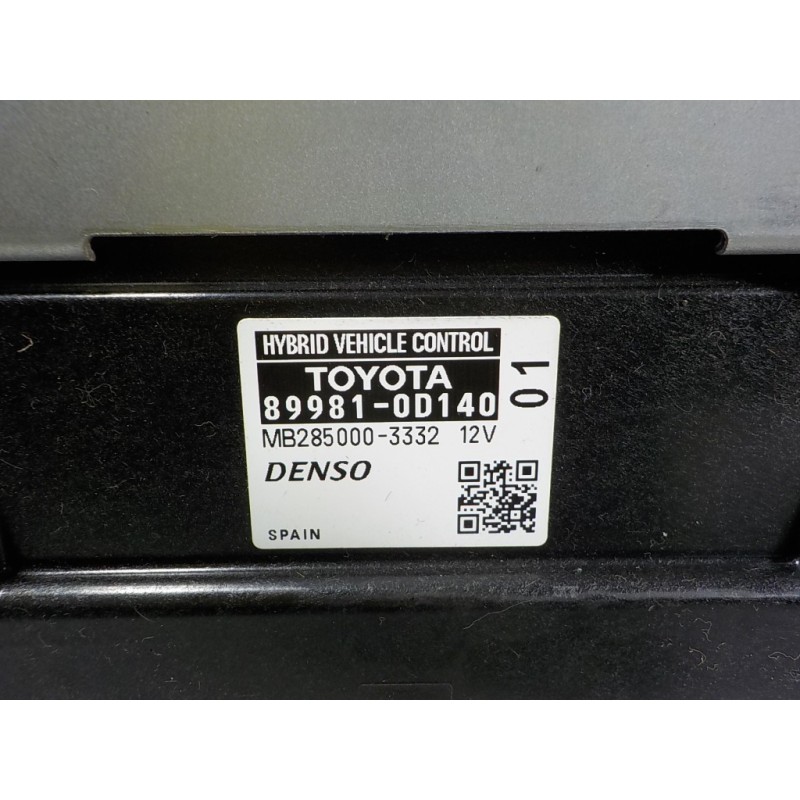 HYBRID VEHICLE CONTROL
TOYOTA
89981-0D140
01
MB285000-3332 12V
DENSO
SPAIN